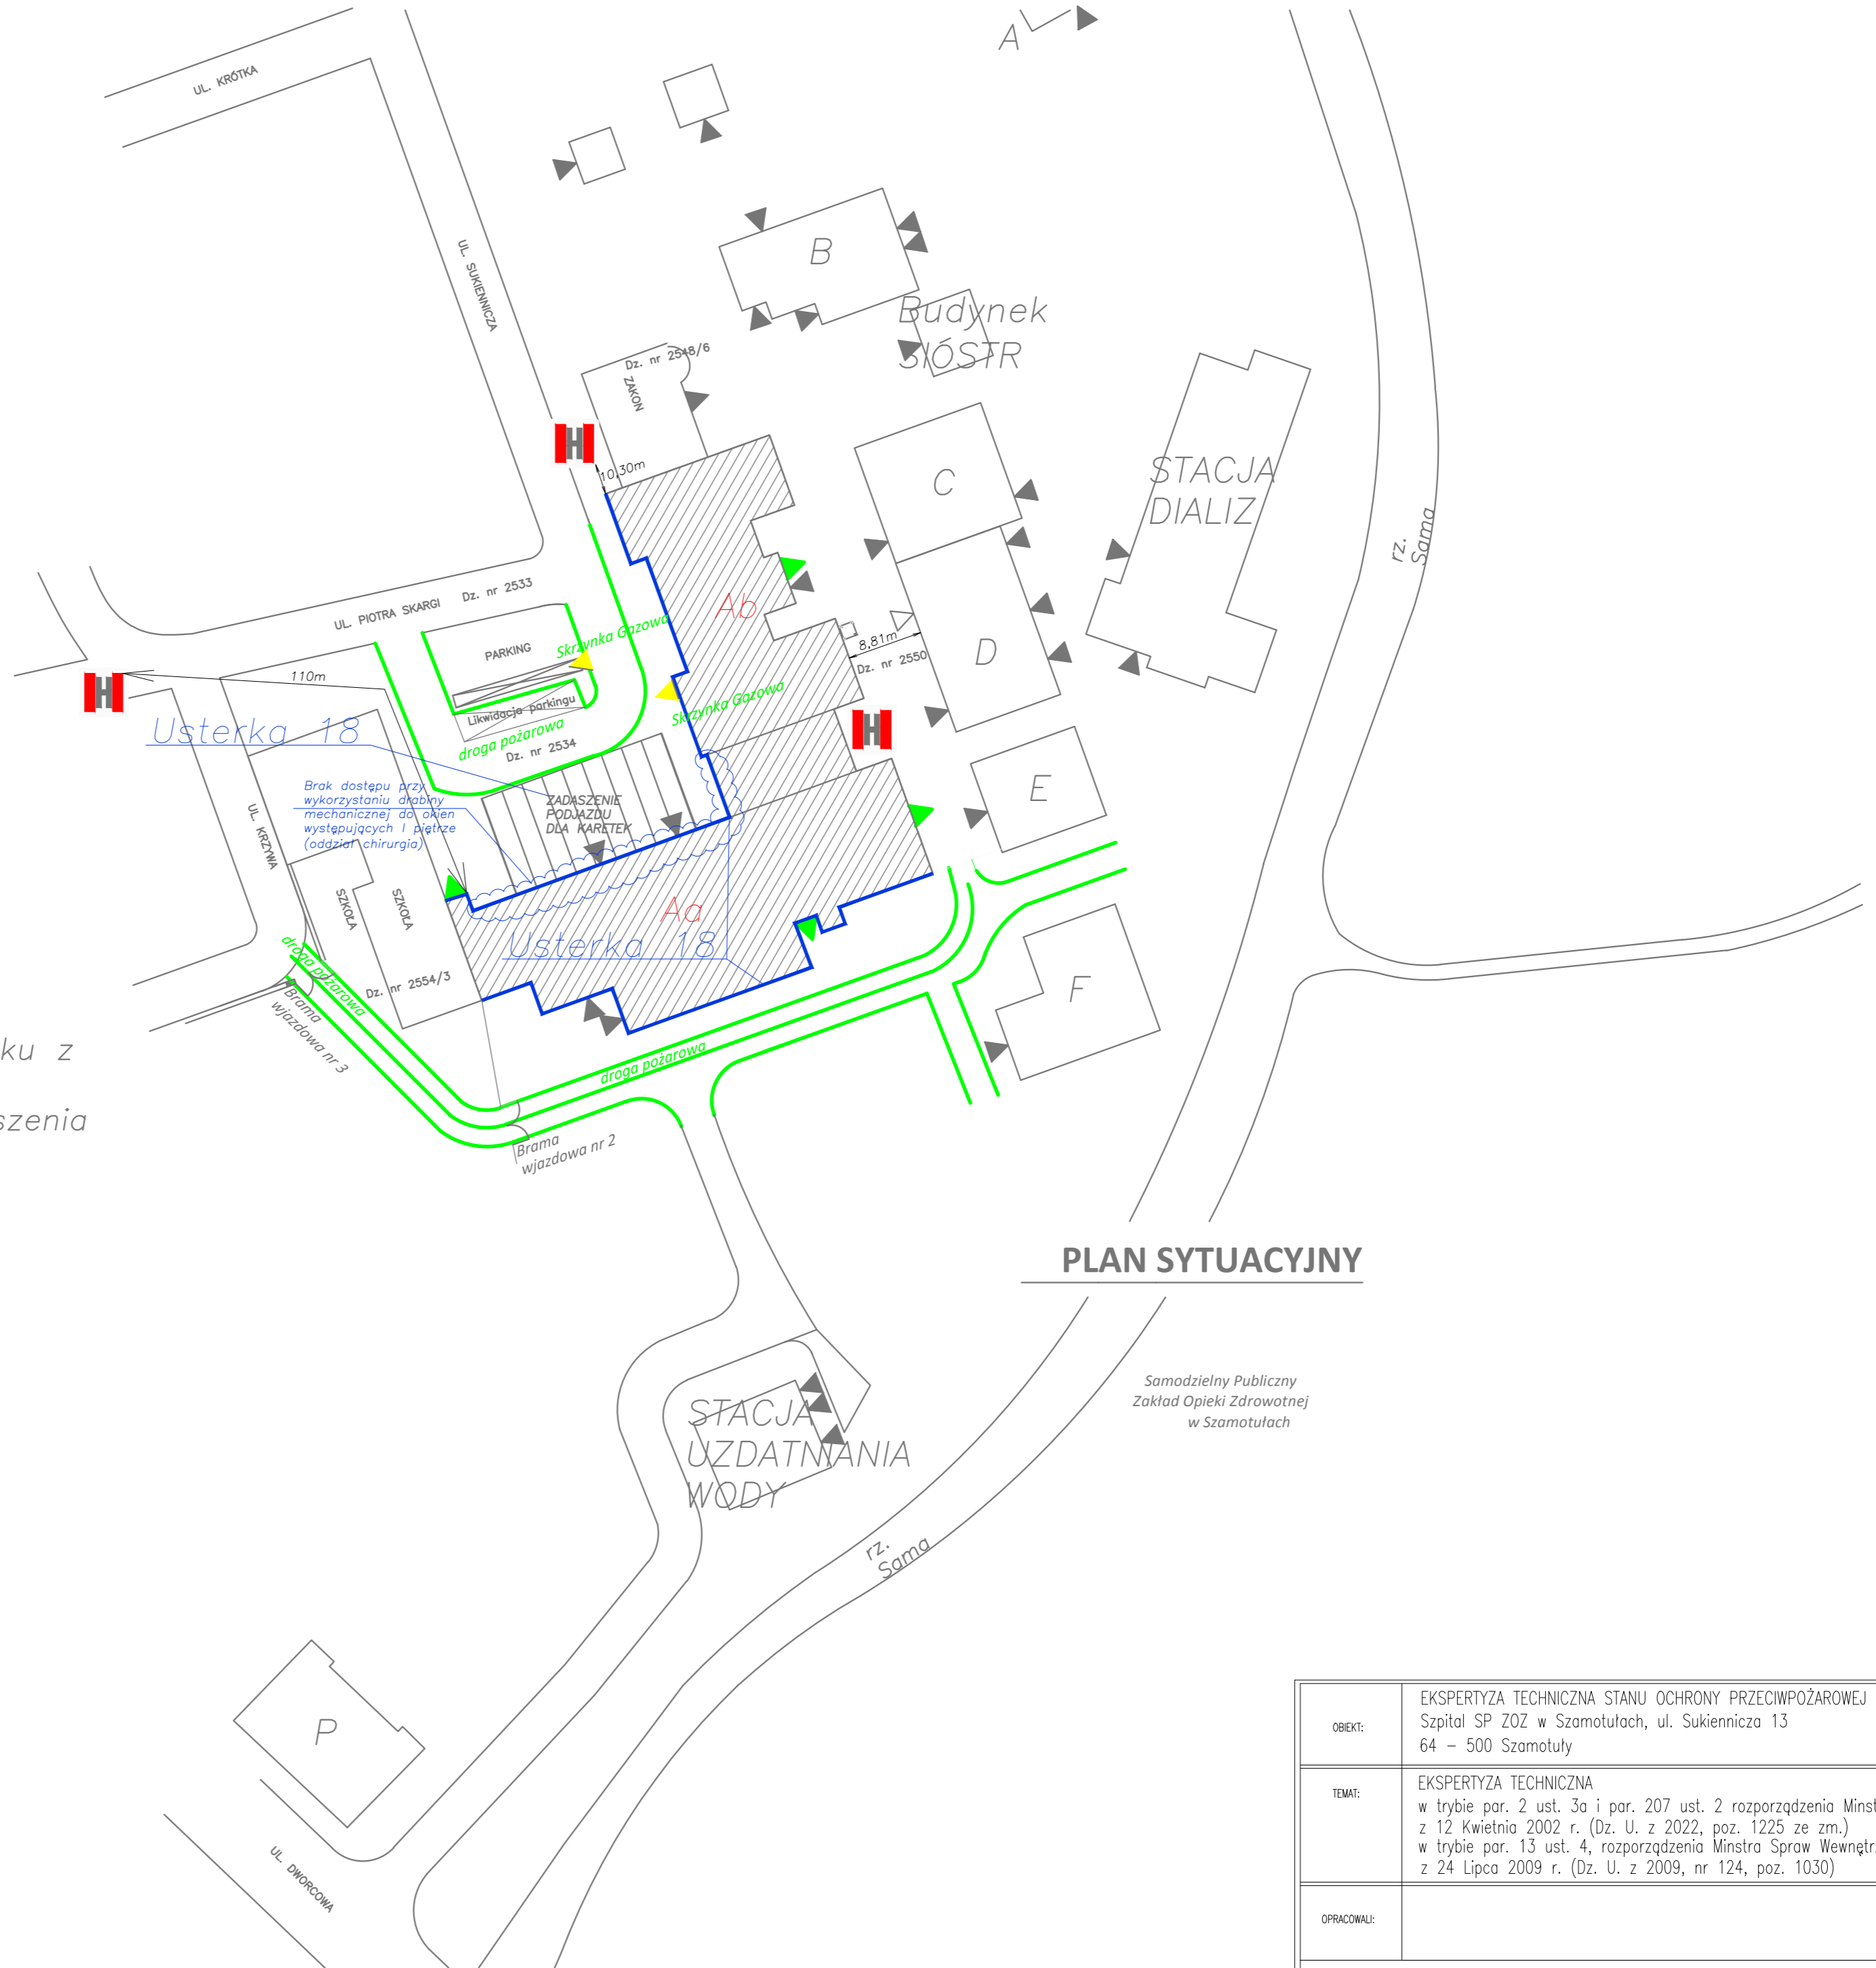 A
UL. KRÓTKA
UL. SUKIENNICZA
B
Budynek
SIÓSTR
Dz. nr 2548/6
ZAKON
H
10,30m
C
STACJA
DIALIZ
rz.
Sama
Ab
UL. PIOTRA SKARGI
Dz. nr 2533
PARKING
Skrzynka Gazowa
8,81m
Dz. nr 2550
D
H
110m
Likwidacja parkingu
Skrzynka Gazowa
droga pożarowa
Dz. nr 2534
H
Usterka 18
Brak dostępu przy
wykorzystaniu drabiny
mechanicznej do okien
występujących I piętrze
(oddział chirurgia)
ZADASZENIE
PODJAZDU
DLA KARETEK
E
UL. KRZYWA
SZKOŁA
SZKOŁA
Aa
Usterka 18
F
droga pożarowa
Dz. nr 2554/3
Brama
wjazdowa nr 3
ku z
szenia
droga pożarowa
Brama
wjazdowa nr 2
PLAN SYTUACYJNY
Samodzielny Publiczny
Zakład Opieki Zdrowotnej
w Szamotułach
STACJA
UZDATNIANIA
WODY
rz.
Sama
P
UL. DWORCOWA
OBIEKT:
EKSPERTYZA TECHNICZNA STANU OCHRONY PRZECIWPOŻAROWEJ
Szpital SP ZOZ w Szamotułach, ul. Sukiennicza 13
64 - 500 Szamotuły
TEMAT:
EKSPERTYZA TECHNICZNA
w trybie par. 2 ust. 3a i par. 207 ust. 2 rozporządzenia Minst
z 12 Kwietnia 2002 r. (Dz. U. z 2022, poz. 1225 ze zm.)
w trybie par. 13 ust. 4, rozporządzenia Minstra Spraw Wewnętr
z 24 Lipca 2009 r. (Dz. U. z 2009, nr 124, poz. 1030)
OPRACOWALI: